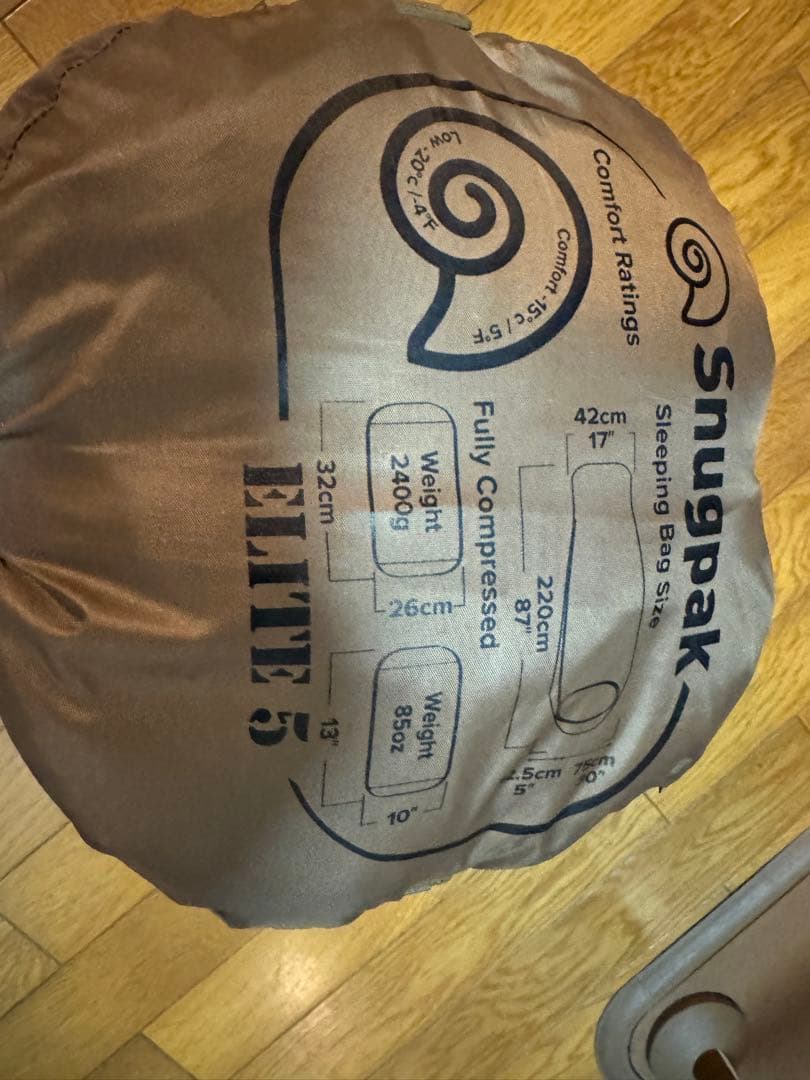 Snugpak
Comfort Ratings
Comfort -15°c / 5°F
Low -20°c / -4°F
Sleeping Bag Size
42cm
17"
220cm
87"
Fully Compressed
Weight
2400g
32cm
26cm
Weight
85oz
13"
10"
ELITE 5